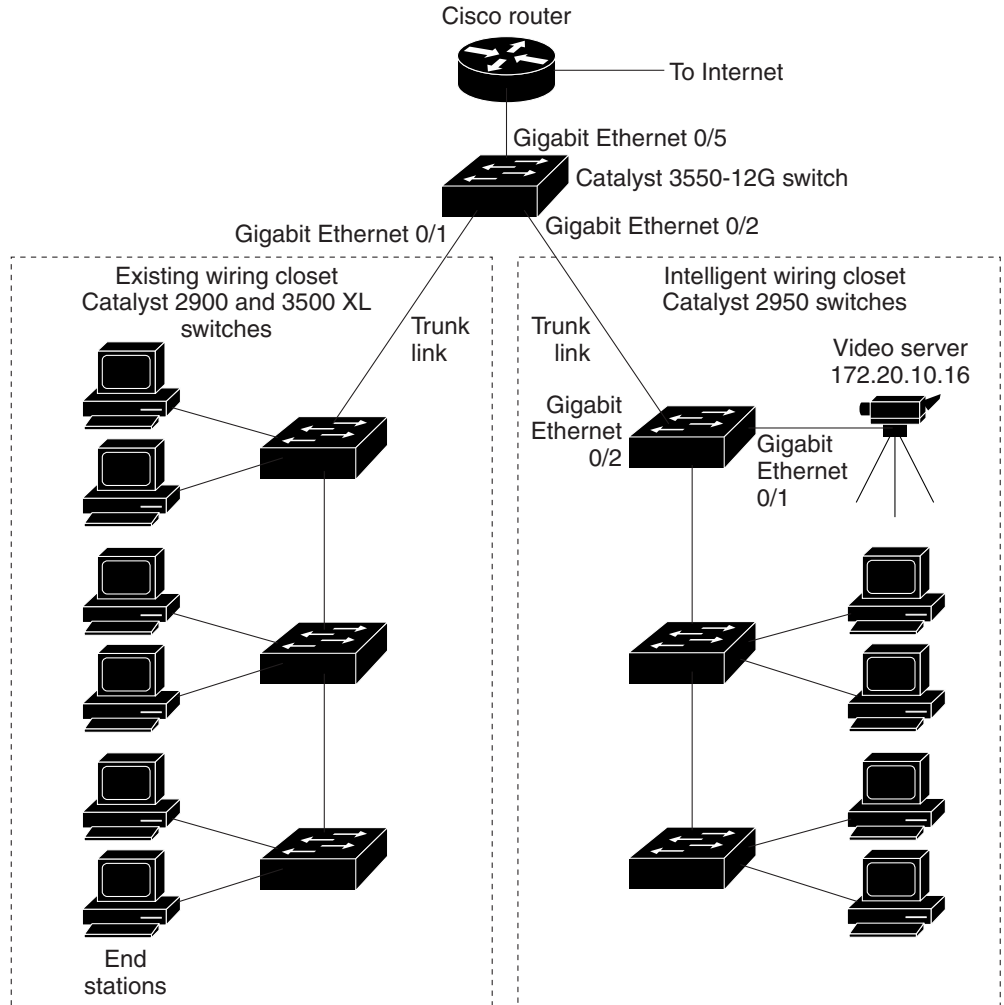 Cisco router
To Internet
Gigabit Ethernet 0/5
Catalyst 3550-12G switch
Gigabit Ethernet 0/1
Gigabit Ethernet 0/2
Existing wiring closet
Catalyst 2900 and 3500 XL
switches
Trunk
link
End
stations
Intelligent wiring closet
Catalyst 2950 switches
Trunk
link
Video server
172.20.10.16
Gigabit
Ethernet
0/2
Gigabit
Ethernet
0/1